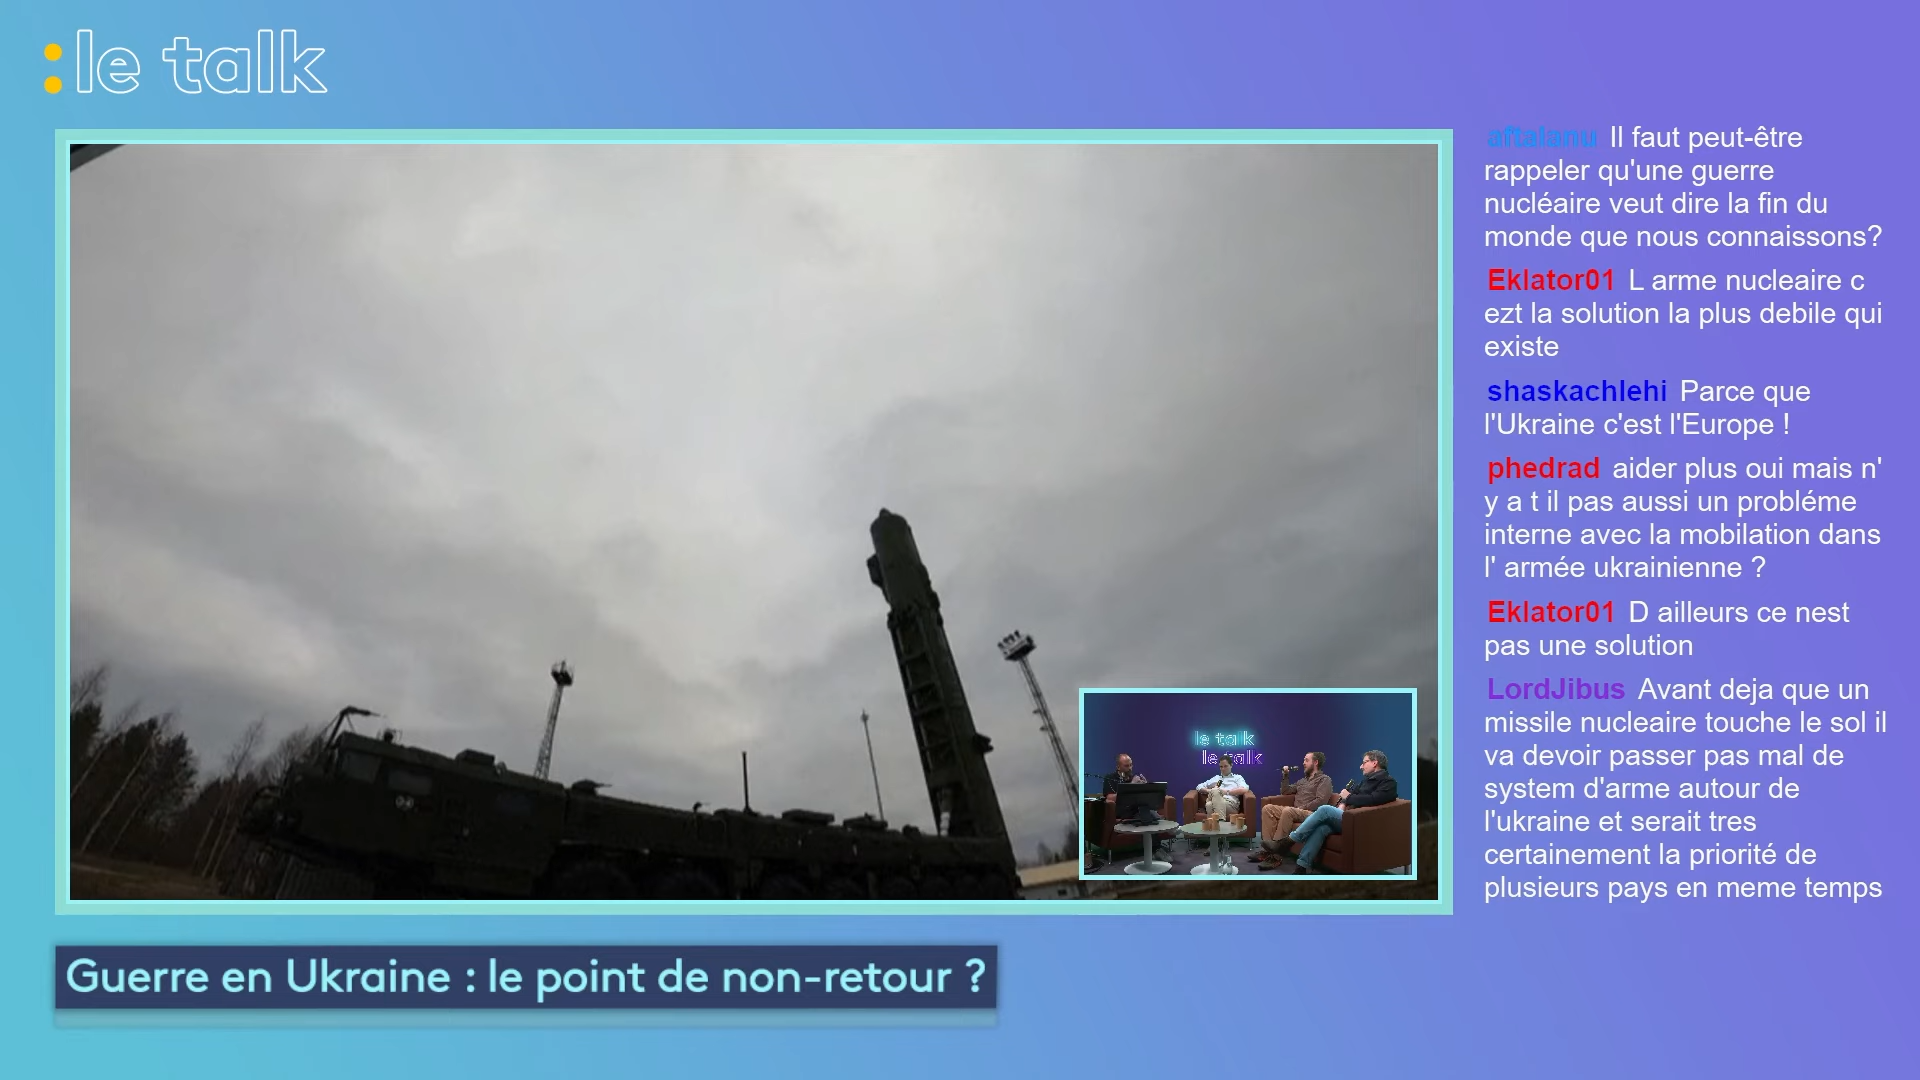 :le talk
aftalanu Il faut peut-être
rappeler qu'une guerre
nucléaire veut dire la fin du
monde que nous connaissons?
Eklator01 L arme nucleaire c
ezt la solution la plus debile qui
existe
shaskachlehi Parce que
l'Ukraine c'est l'Europe !
phedrad aider plus oui mais n'
y a t il pas aussi un probléme
interne avec la mobilation dans
l' armée ukrainienne ?
Eklator01 D ailleurs ce nest
pas une solution
LordJibus Avant deja que un
missile nucleaire touche le sol il
va devoir passer pas mal de
system d'arme autour de
l'ukraine et serait tres
certainement la priorité de
plusieurs pays en meme temps
le talk
le talk
Guerre en Ukraine : le point de non-retour ?